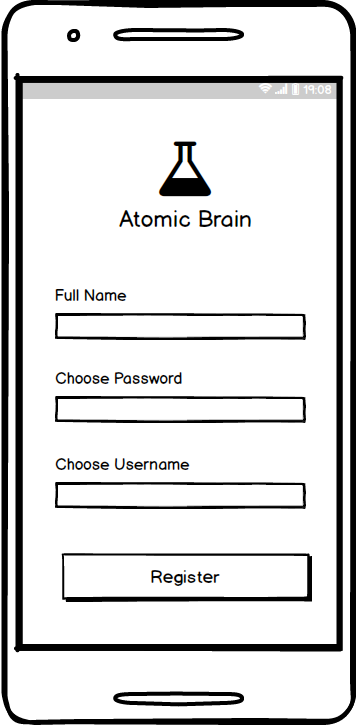 19:08
Atomic Brain
Full Name
Choose Password
Choose Username
Register